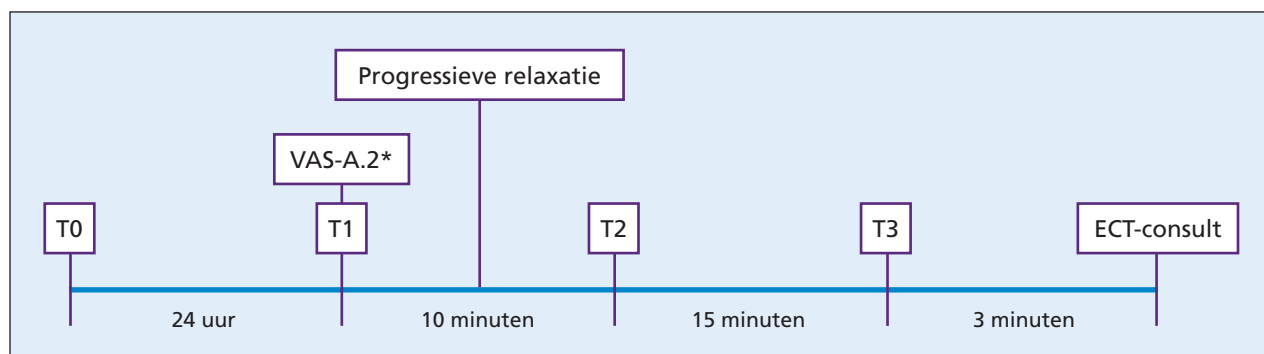 Progressieve relaxatie
VAS-A.2*
T0
T1
T2
T3
ECT-consult
24 uur
10 minuten
15 minuten
3 minuten